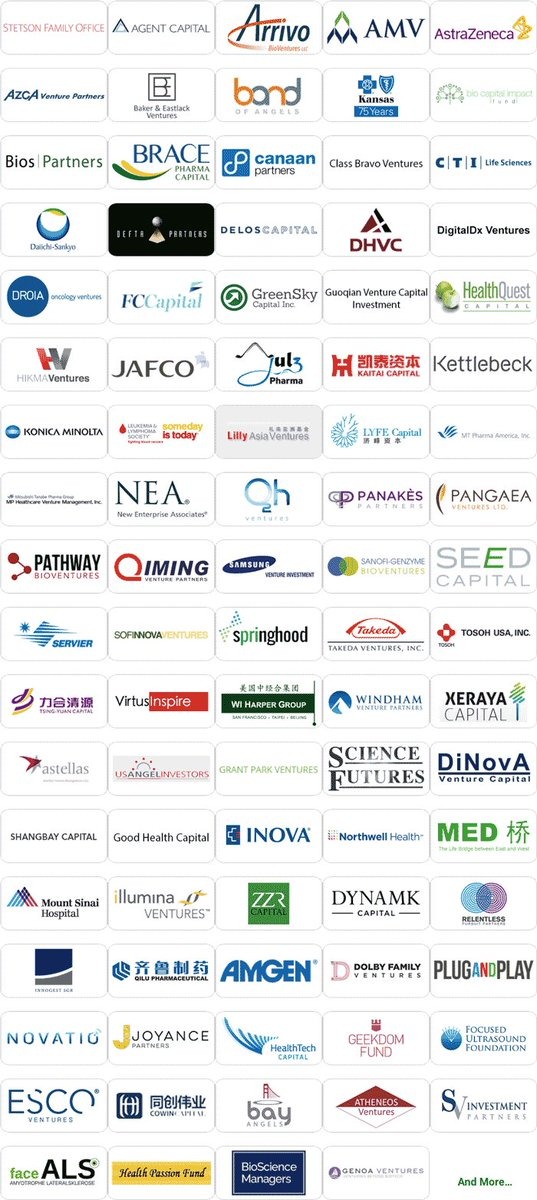 STETSON FAMILY OFFICE
AGENT CAPITAL
Arrivo
BioVentures LLC
AMV
AstraZeneca
AZCA Venture Partners
Baker & Eastlack
Ventures
band
OF ANGELS
Kansas
75 Years
bio capital impact
fund
Bios | Partners
BRACE
PHARMA
CAPITAL
canaan
partners
Class Bravo Ventures
C T I Life Sciences
Daiichi-Sankyo
DEFTA PARTNERS
DELOSCAPITAL
DHVC
DigitalDx Ventures
DROIA oncology ventures
FCCapital
GreenSky
Capital Inc.
Guoqian Venture Capital
Investment
HealthQuest
CAPITAL
HIKMAVentures
JAFCO
Jul3
Pharma
凯泰资本
KAITAI CAPITAL
Kettlebeck
KONICA MINOLTA
LEUKEMIA &
LYMPHOMA
SOCIETY
fighting blood cancers
someday
is today
Lilly Asia Ventures
礼来亚洲基金
LYFE Capital
济峰资本
MT Pharma America, Inc.
Mitsubishi Tanabe Pharma Group
MP Healthcare Venture Management, Inc.
NEA
New Enterprise Associates
O2h
ventures
PANAKÈS
PARTNERS
PANGAEA
VENTURES LTD.
PATHWAY
BIOVENTURES
QIMING
VENTURE PARTNERS
SAMSUNG
VENTURE INVESTMENT
SANOFI-GENZYME
BIOVENTURES
SEED
CAPITAL
SERVIER
SOFINNOVAVENTURES
springhood
Takeda
TAKEDA VENTURES, INC.
TOSOH
TOSOH USA, INC.
力合清源
TSING-YUAN CAPITAL
VirtusInspire
美国中经合集团
WI HARPER GROUP
SAN FRANCISCO • TAIPEI • BEIJING
WINDHAM
VENTURE PARTNERS
XERAYA
CAPITAL
astellas
USANGELINVESTORS
GRANT PARK VENTURES
SCIENCE
FUTURES
DiNovA
Venture Capital
SHANGBAY CAPITAL
Good Health Capital
INOVA
Northwell Health
MED 桥
The Life Bridge between East and West
Mount Sinai
Hospital
illumina
VENTURES
ZZR
CAPITAL
DYNAMK
CAPITAL
RELENTLESS
PURSUIT PARTNERS
INNOGEST SGR
齐鲁制药
QILU PHARMACEUTICAL
AMGEN
DOLBY FAMILY
VENTURES
PLUGANDPLAY
NOVATIO
JOYANCE
PARTNERS
HealthTech
CAPITAL
GEEKDOM
FUND
FOCUSED
ULTRASOUND
FOUNDATION
ESCO
VENTURES
同创伟业
COWIN CAPITAL
bay
ANGELS
ATHENEOS
Ventures
SV INVESTMENT
PARTNERS
face ALS
AMYOTROPHE LATERALSKLEROSE
Health Passion Fund
BioScience
Managers
GENOA VENTURES
And More...